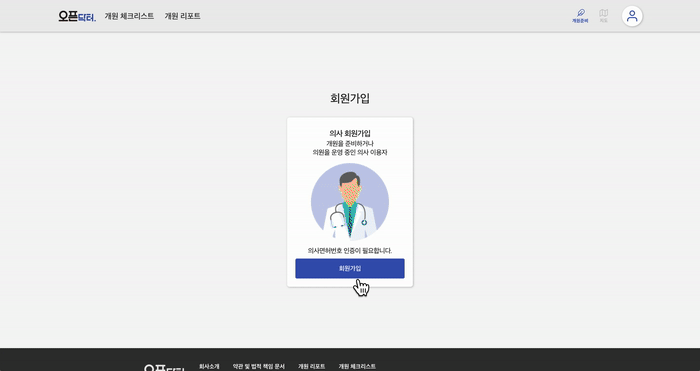 오픈닥터.
개원 체크리스트
개원 리포트
개원준비
회원가입
의사 회원가입
개원을 준비하거나
의원을 운영 중인 의사 이용자
의사면허번호 인증이 필요합니다.
회원가입
오픈닥터
회사소개
약관 및 법적 책임 문서
개원 리포트
개원 체크리스트